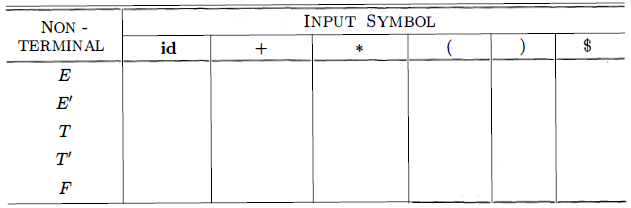 NON -
TERMINAL
INPUT SYMBOL
id + * ( ) $
E
E′
T
T′
F